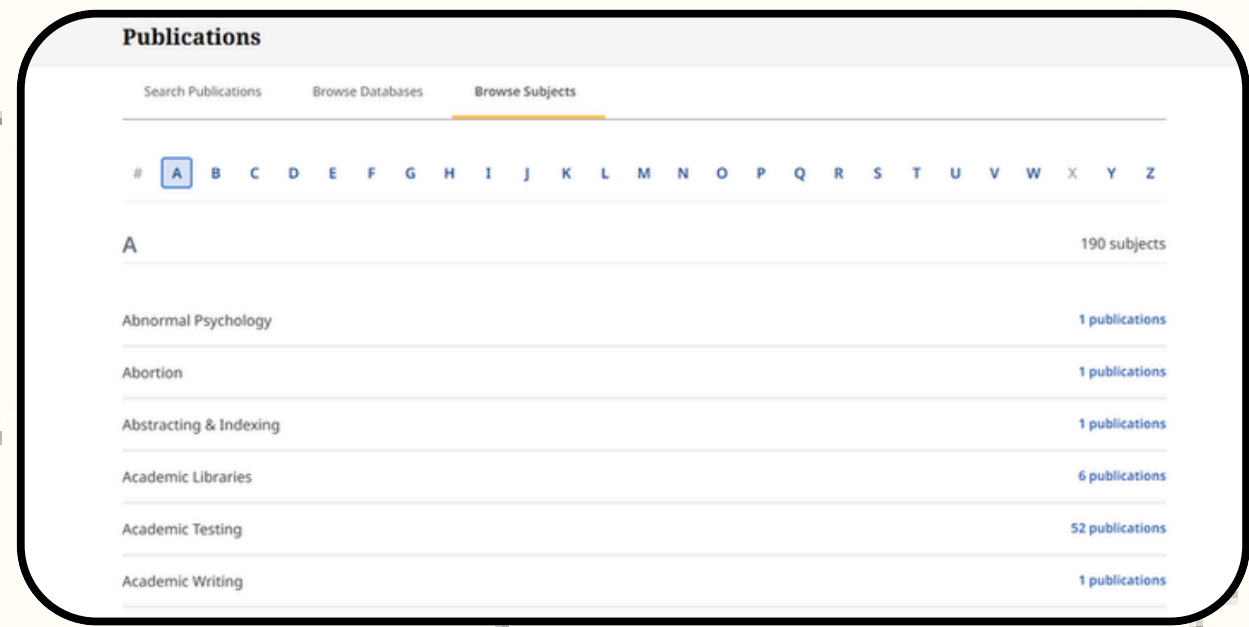 Publications
Search Publications Browse Databases Browse Subjects
# A B C D E F G H I J K L M N O P Q R S T U V W X Y Z
A 190 subjects
Abnormal Psychology 1 publications
Abortion 1 publications
Abstracting & Indexing 1 publications
Academic Libraries 6 publications
Academic Testing 52 publications
Academic Writing 1 publications